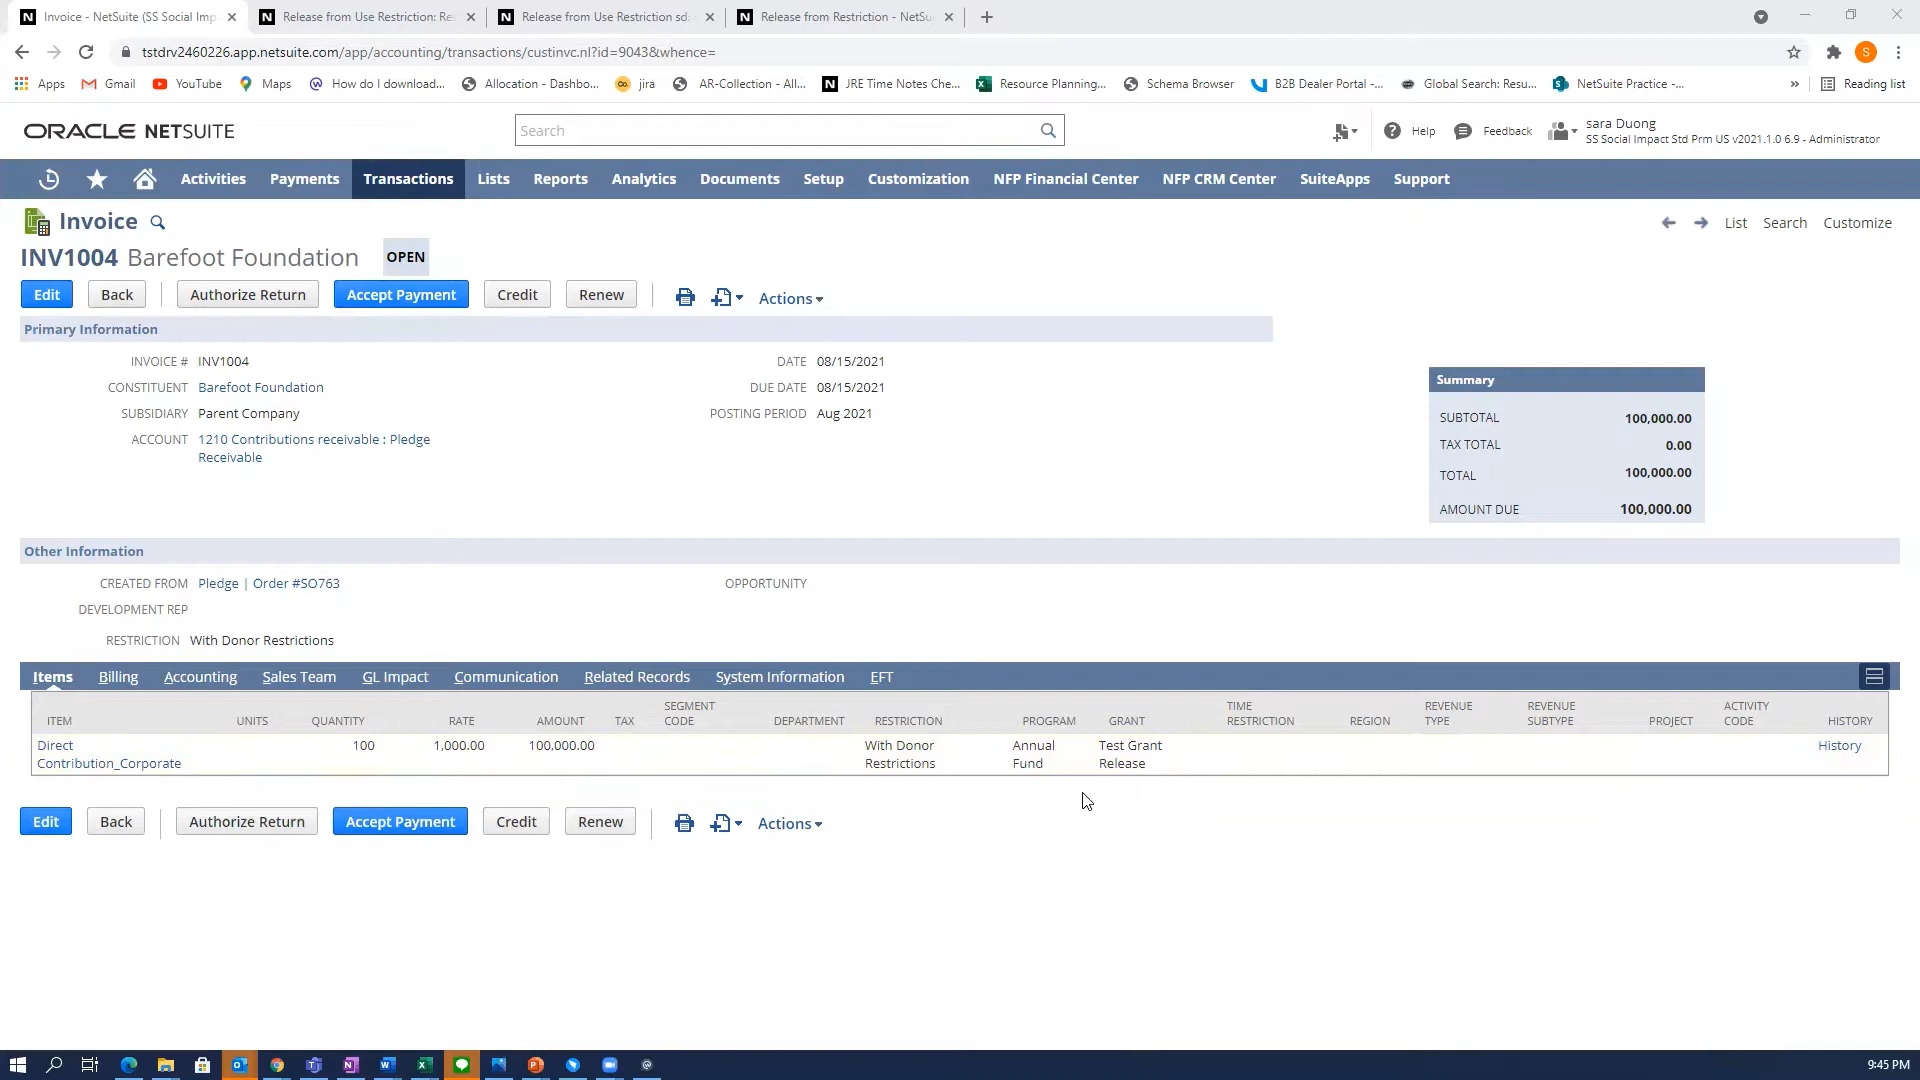 Invoice - NetSuite (SS Social Imp
Release from Use Restriction: Re
Release from Use Restriction sd
Release from Restriction - NetSu
tstdrv2460226.app.netsuite.com/app/accounting/transactions/custinvc.nl?id=9043&whence=
S
Apps Gmail YouTube Maps How do I download... Allocation - Dashbo... jira AR-Collection - All... JRE Time Notes Che... Resource Planning,... Schema Browser B2B Dealer Portal -... Global Search: Resu... NetSuite Practice -... » Reading list
ORACLE NETSUITE
Search
Help Feedback
sara Duong
SS Social Impact Std Prm US v2021.1.0 6.9 - Administrator
Activities Payments Transactions Lists Reports Analytics Documents Setup Customization NFP Financial Center NFP CRM Center SuiteApps Support
Invoice
List Search Customize
INV1004 Barefoot Foundation OPEN
Edit Back Authorize Return Accept Payment Credit Renew Actions
Primary Information
INVOICE # INV1004
CONSTITUENT Barefoot Foundation
SUBSIDIARY Parent Company
ACCOUNT 1210 Contributions receivable : Pledge
Receivable
DATE 08/15/2021
DUE DATE 08/15/2021
POSTING PERIOD Aug 2021
Summary
SUBTOTAL 100,000.00
TAX TOTAL 0.00
TOTAL 100,000.00
AMOUNT DUE 100,000.00
Other Information
CREATED FROM Pledge | Order #SO763
DEVELOPMENT REP
RESTRICTION With Donor Restrictions
OPPORTUNITY
Items Billing Accounting Sales Team GL Impact Communication Related Records System Information EFT
ITEM UNITS QUANTITY RATE AMOUNT TAX SEGMENT CODE DEPARTMENT RESTRICTION PROGRAM GRANT TIME RESTRICTION REGION REVENUE TYPE REVENUE SUBTYPE PROJECT ACTIVITY CODE HISTORY
Direct 100 1,000.00 100,000.00 With Donor Annual Test Grant History
Contribution_Corporate Restrictions Fund Release
Edit Back Authorize Return Accept Payment Credit Renew Actions
9:45 PM